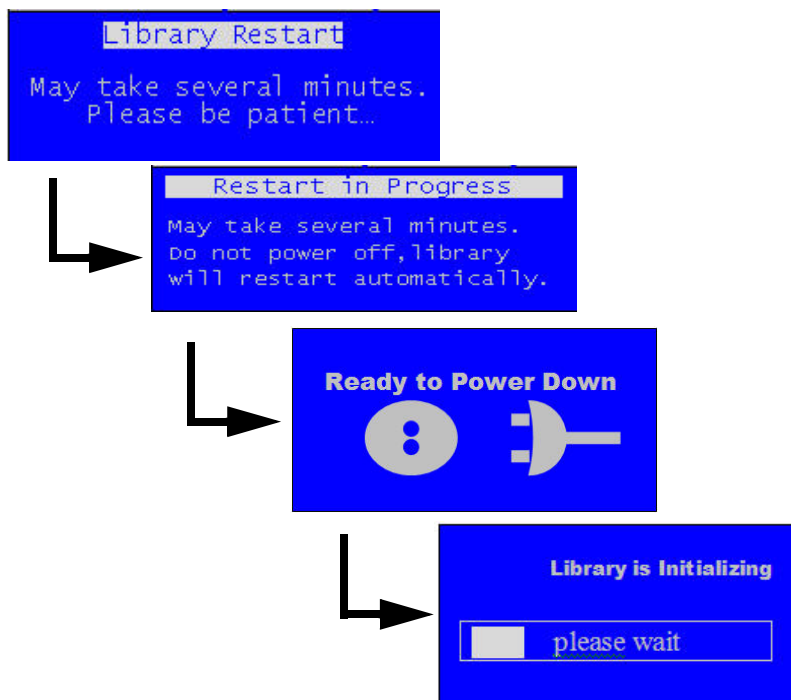 Library Restart
May take several minutes.
Please be patient…
Restart in Progress
May take several minutes.
Do not power off,library
will restart automatically.
Ready to Power Down
Library is Initializing
please wait